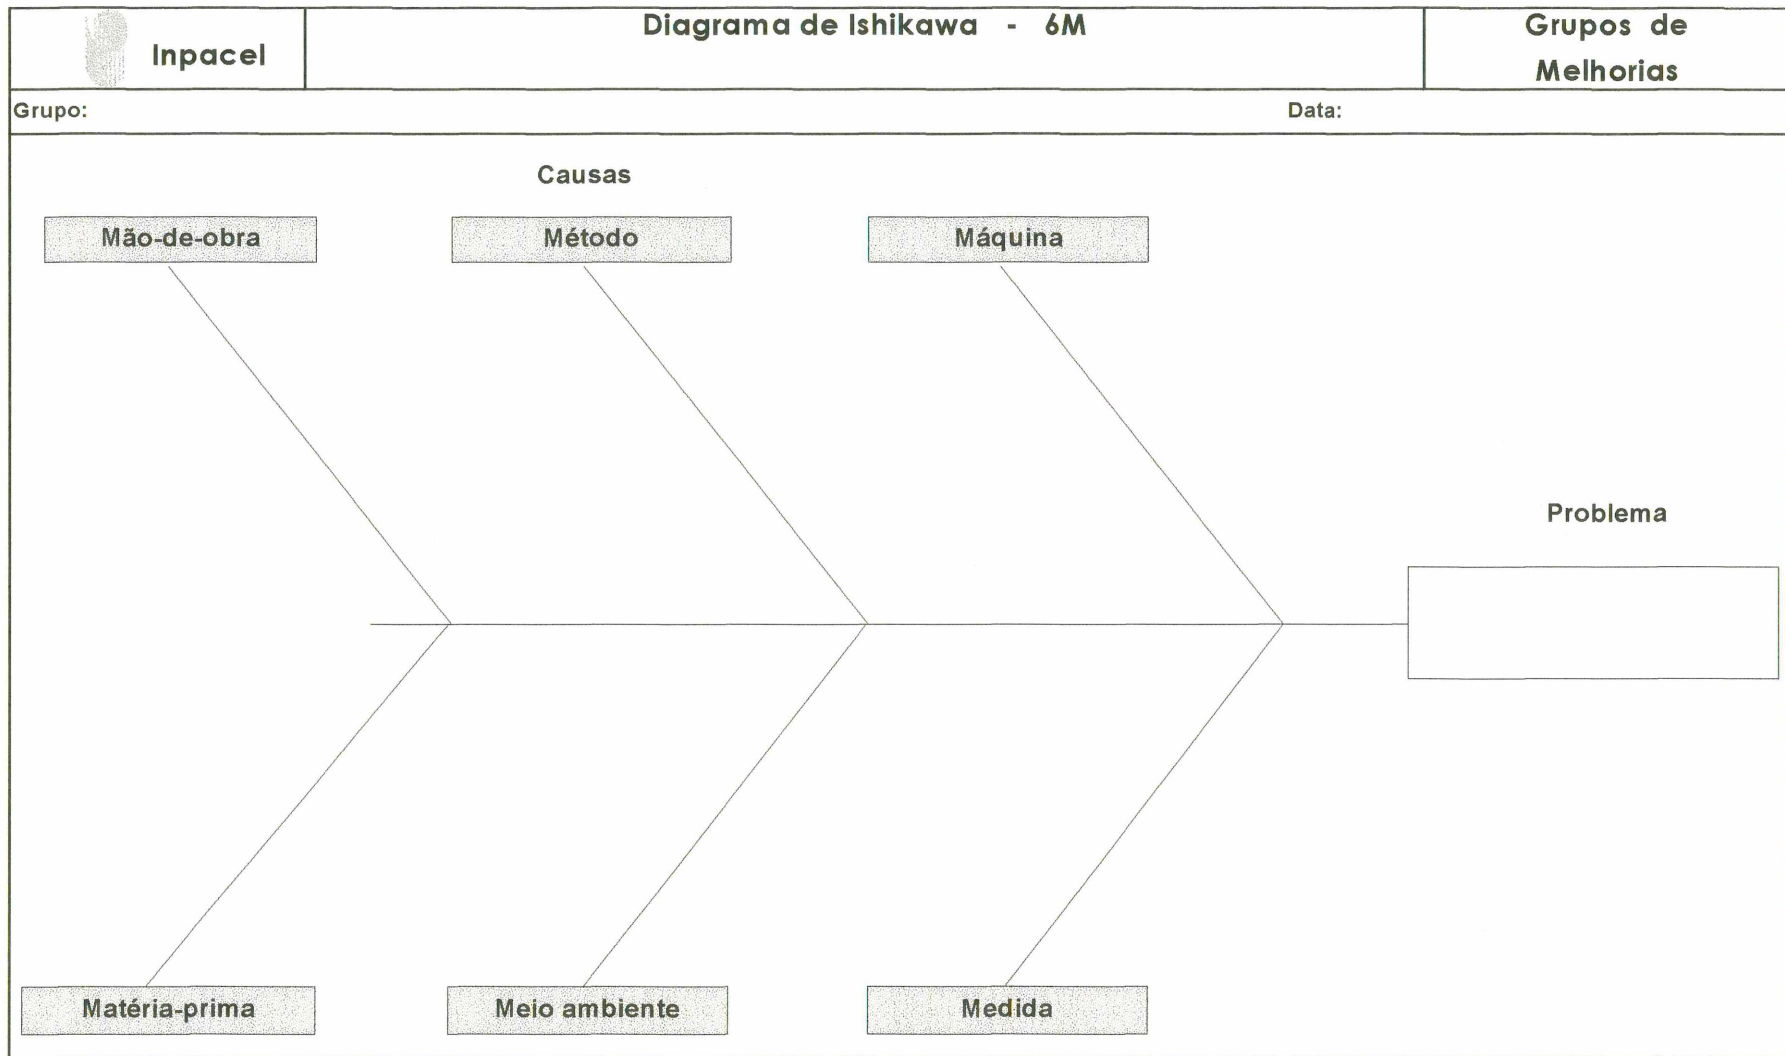 Inpacel
Diagrama de Ishikawa - 6M
Grupos de
Melhorias
Grupo:
Data:
Causas
Mão-de-obra
Método
Máquina
Problema
Matéria-prima
Meio ambiente
Medida